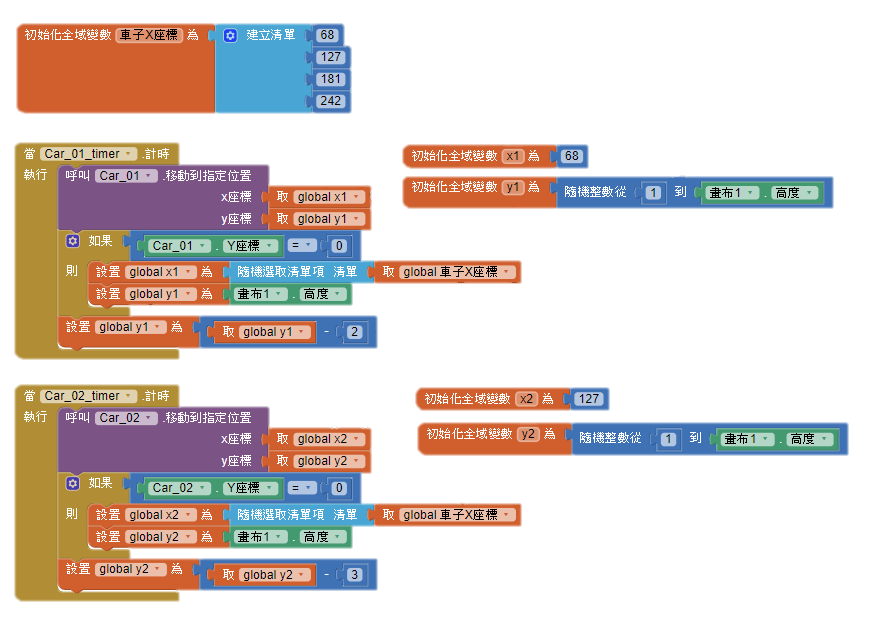 初始化全域變數 車子X座標 為 建立清單 68
127
181
242
當 Car_01_timer .計時
執行 呼叫 Car_01 .移動到指定位置
x座標 取 global x1
y座標 取 global y1
如果 Car_01 . Y座標 = 0
則 設置 global x1 為 隨機選取清單項 清單 取 global 車子X座標
設置 global y1 為 畫布1 . 高度
設置 global y1 為 取 global y1 - 2
初始化全域變數 x1 為 68
初始化全域變數 y1 為 隨機整數從 1 到 畫布1 . 高度
當 Car_02_timer .計時
執行 呼叫 Car_02 .移動到指定位置
x座標 取 global x2
y座標 取 global y2
如果 Car_02 . Y座標 = 0
則 設置 global x2 為 隨機選取清單項 清單 取 global 車子X座標
設置 global y2 為 畫布1 . 高度
設置 global y2 為 取 global y2 - 3
初始化全域變數 x2 為 127
初始化全域變數 y2 為 隨機整數從 1 到 畫布1 . 高度